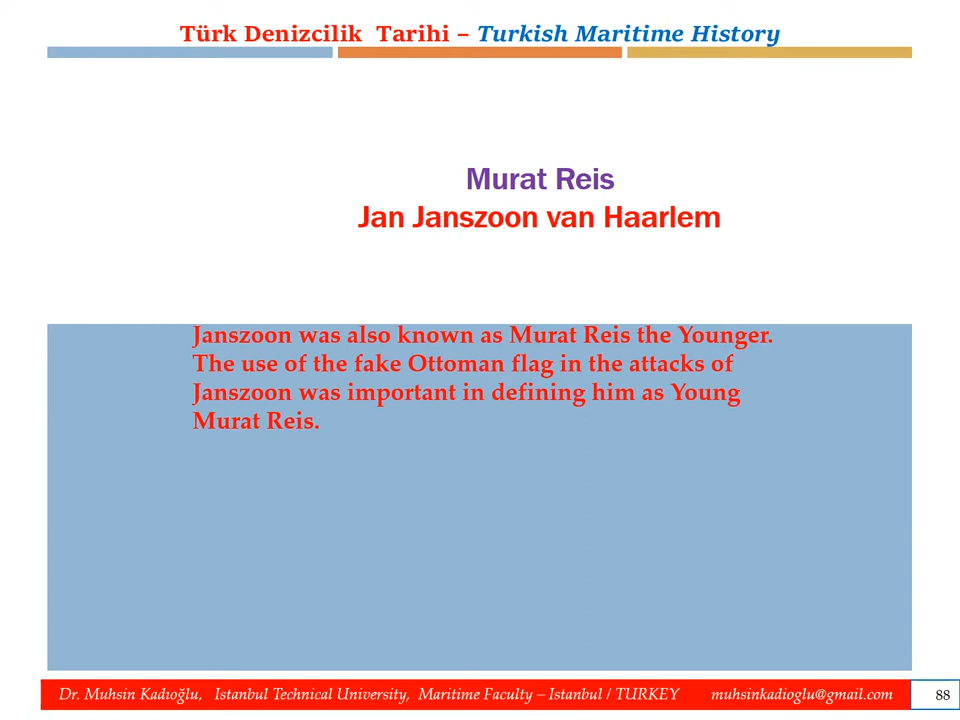 Türk Denizcilik Tarihi – Turkish Maritime History
Murat Reis
Jan Janszoon van Haarlem
Janszoon was also known as Murat Reis the Younger.
The use of the fake Ottoman flag in the attacks of
Janszoon was important in defining him as Young
Murat Reis.
Dr. Muhsin Kadıoğlu, Istanbul Technical University, Maritime Faculty – Istanbul / TURKEY muhsinkadioglu@gmail.com 88